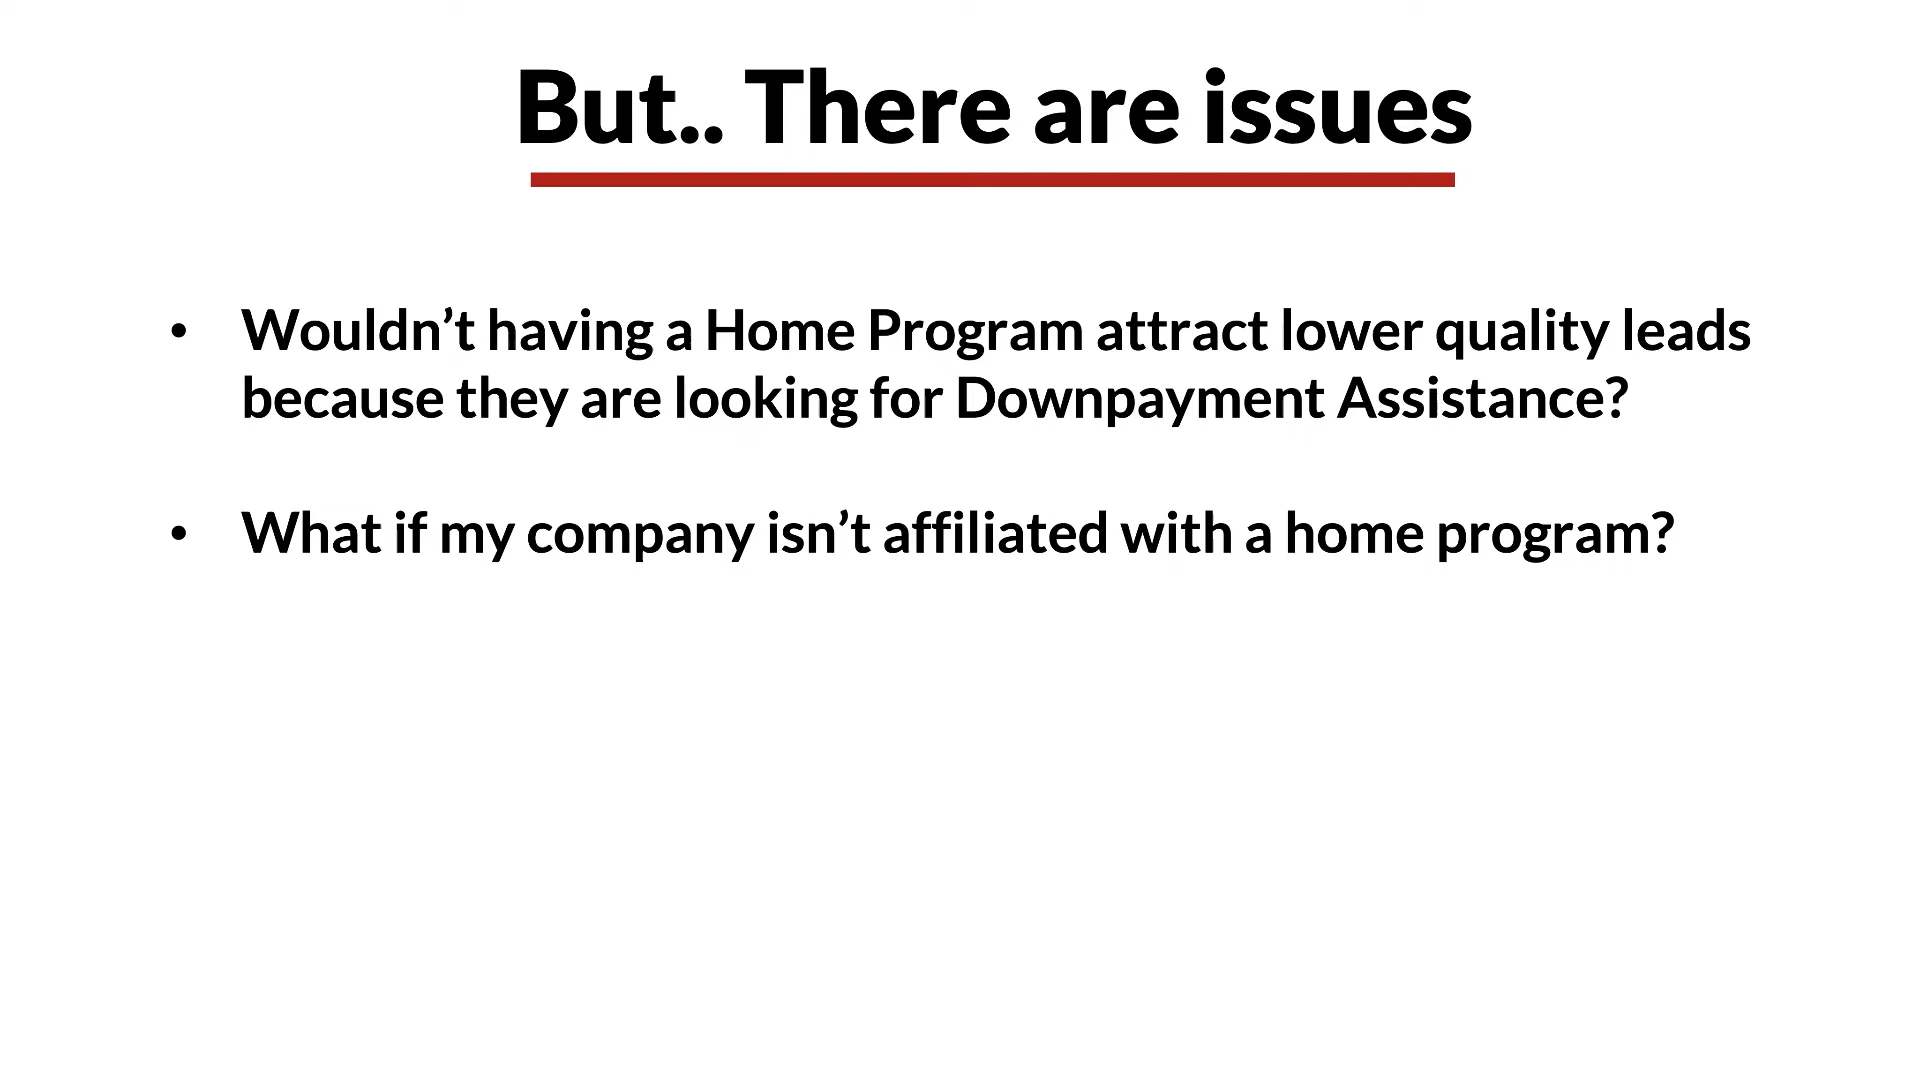 But.. There are issues
• Wouldn’t having a Home Program attract lower quality leads
because they are looking for Downpayment Assistance?
• What if my company isn’t affiliated with a home program?